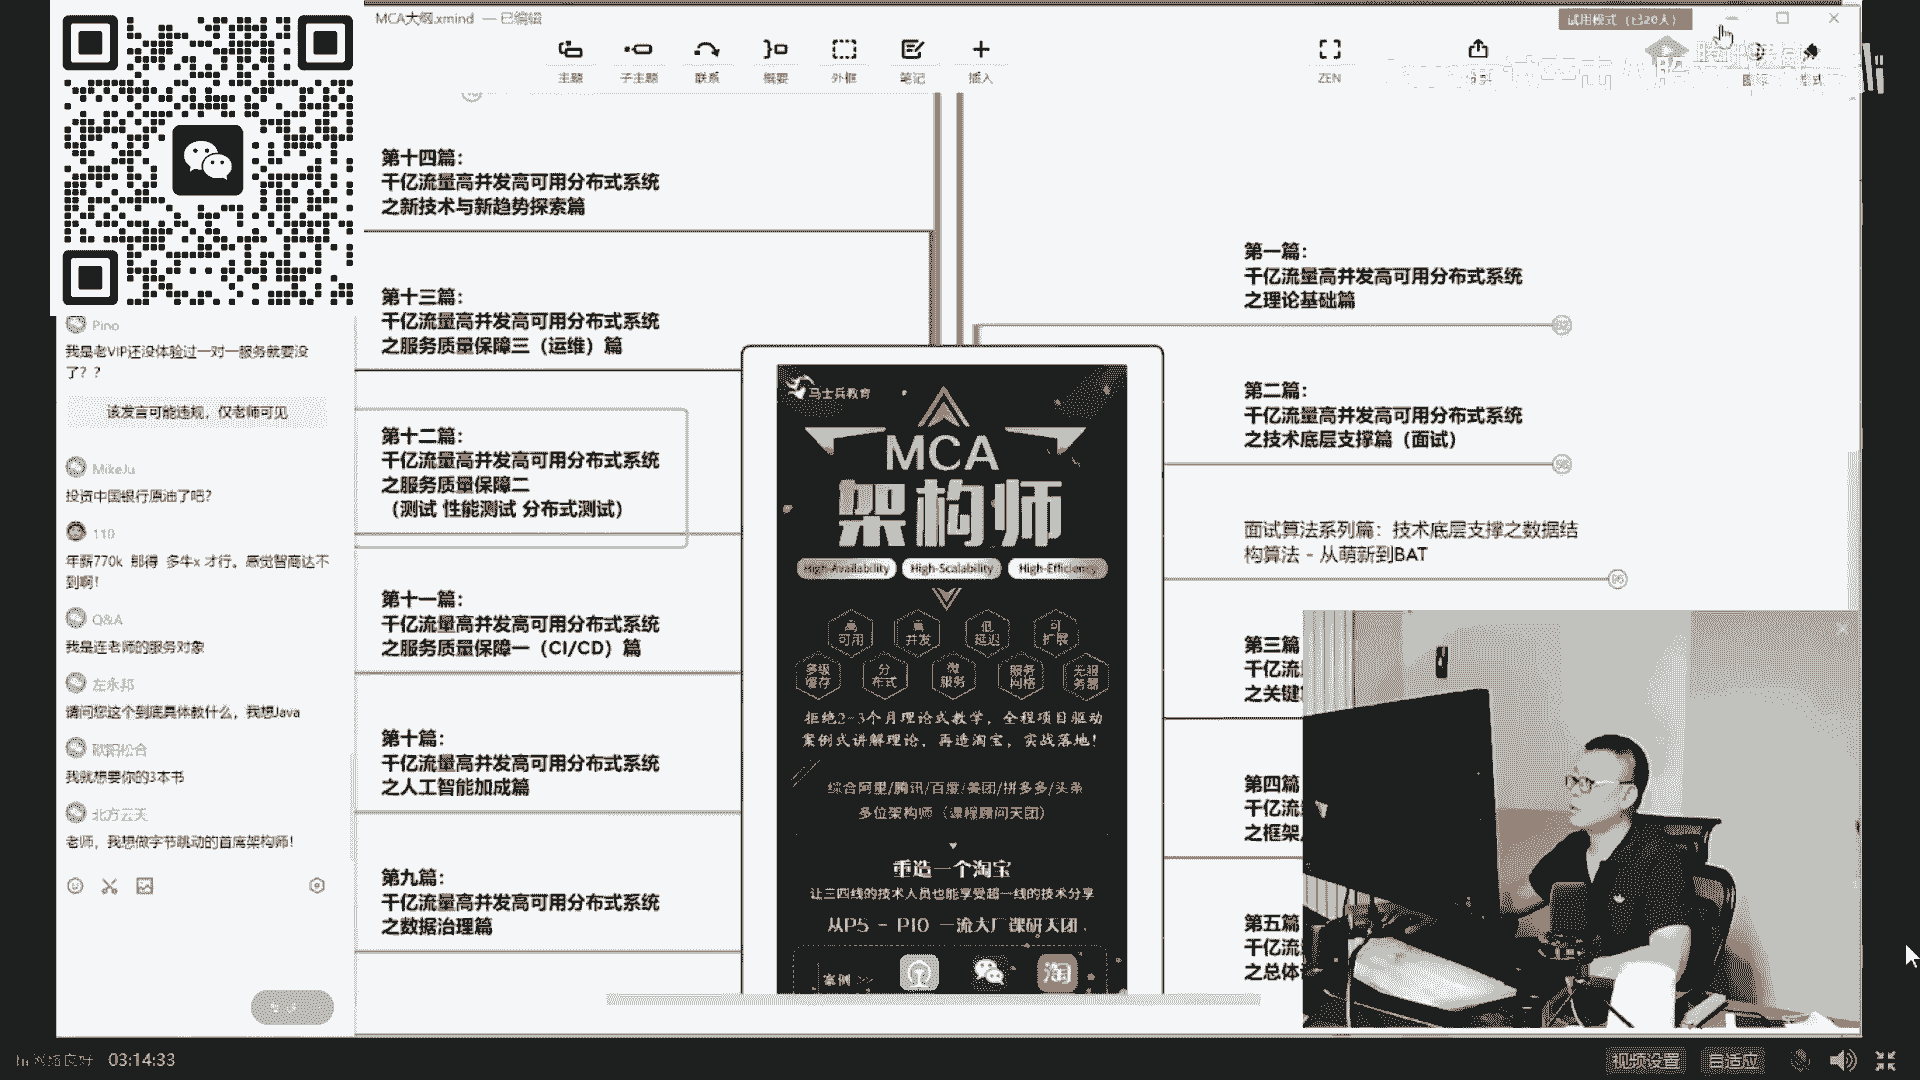 MCA大纲.xmind — 已编辑
试用模式（已20人）
主题
子主题
联系
概要
外框
笔记
插入
ZEN
第十四篇：
千亿流量高并发高可用分布式系统
之新技术与新趋势探索篇
第十三篇：
千亿流量高并发高可用分布式系统
之服务质量保障三（运维）篇
第十二篇：
千亿流量高并发高可用分布式系统
之服务质量保障二
（测试 性能测试 分布式测试）
第十一篇：
千亿流量高并发高可用分布式系统
之服务质量保障一（CI/CD）篇
第十篇：
千亿流量高并发高可用分布式系统
之人工智能加成篇
第九篇：
千亿流量高并发高可用分布式系统
之数据治理篇
第一篇：
千亿流量高并发高可用分布式系统
之理论基础篇
第二篇：
千亿流量高并发高可用分布式系统
之技术底层支撑篇（面试）
面试算法系列篇：技术底层支撑之数据结
构算法 - 从萌新到BAT
第三篇
千亿流
之关键
第四篇
千亿流
之框架
第五篇
千亿流
之总体
马士兵教育
MCA
架构师
High-Availability
High-Scalability
High-Efficiency
高可用
高并发
低延迟
可扩展
多级缓存
分布式
微服务
服务网格
无服务器
拒绝2-3个月理论式教学，全程项目驱动
案例式讲解理论，再造淘宝，实战落地！
综合阿里/腾讯/百度/美团/拼多多/头条
多位架构师（课程顾问天团）
重造一个淘宝
让三四线的技术人员也能享受超一线的技术分享
从P5 - P10 一流大厂课研天团
案例 >>
淘
Pino
我是老VIP还没体验过一对一服务就要没
了？？
该发言可能违规，仅老师可见
MikeJu
投资中国银行原油了吧？
110
年薪770k 那得 多牛x 才行。感觉智商达不
到啊！
Q&A
我是连老师的服务对象
左永邦
请问您这个到底具体教什么，我想Java
欧阳松合
我就想要你的3本书
北方云天
老师，我想做字节跳动的首席架构师！
网络良好
03:14:33
视频设置
自适应